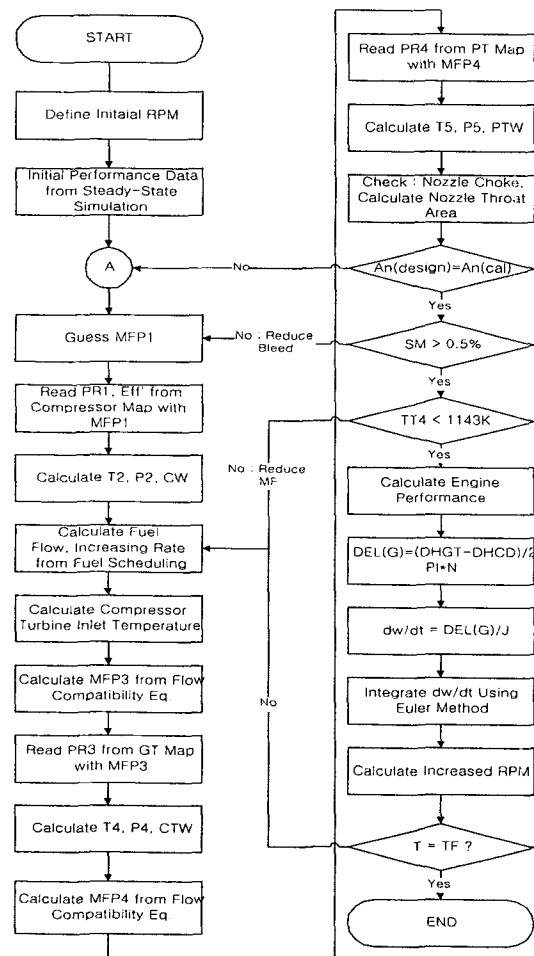 START
Define Initaial RPM
Initial Performance Data
from Steady-State
Simulation
A
Guess MFP1
Read PR1, Eff' from
Compressor Map with
MFP1
Calculate T2, P2, CW
Calculate Fuel
Flow, Increasing Rate
from Fuel Scheduling
Calculate Compressor
Turbine Inlet Temperature
Calculate MFP3 from Flow
Compatibility Eq.
Read PR3 from GT Map
with MFP3
Calculate T4, P4, CTW
Calculate MFP4 from Flow
Compatibility Eq.
Read PR4 from PT Map
with MFP4
Calculate T5, P5, PTW
Check : Nozzle Choke,
Calculate Nozzle Throat
Area
An(design)=An(cal)
No
Yes
SM > 0.5%
No : Reduce
Bleed
Yes
TT4 < 1143K
No : Reduce
MF
Yes
Calculate Engine
Performance
DEL(G)=(DHGT-DHCD)/2
PI*N
dw/dt = DEL(G)/J
Integrate dw/dt Using
Euler Method
Calculate Increased RPM
T = TF ?
No
Yes
END